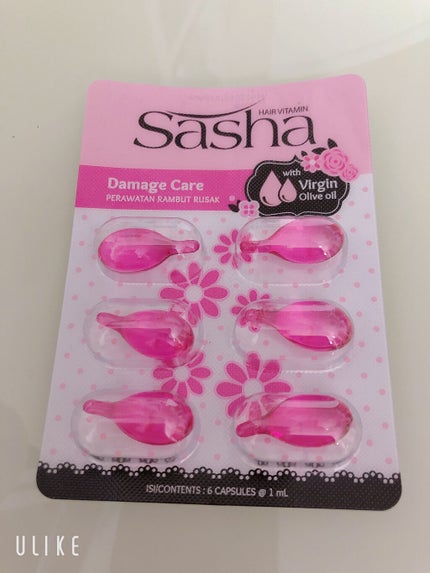 HAIR VITAMIN
Sasha
Damage Care
PERAWATAN RAMBUT RUSAK
with
Virgin
Olive oil
ISI/CONTENTS : 6 CAPSULES @ 1 mL
ULIKE